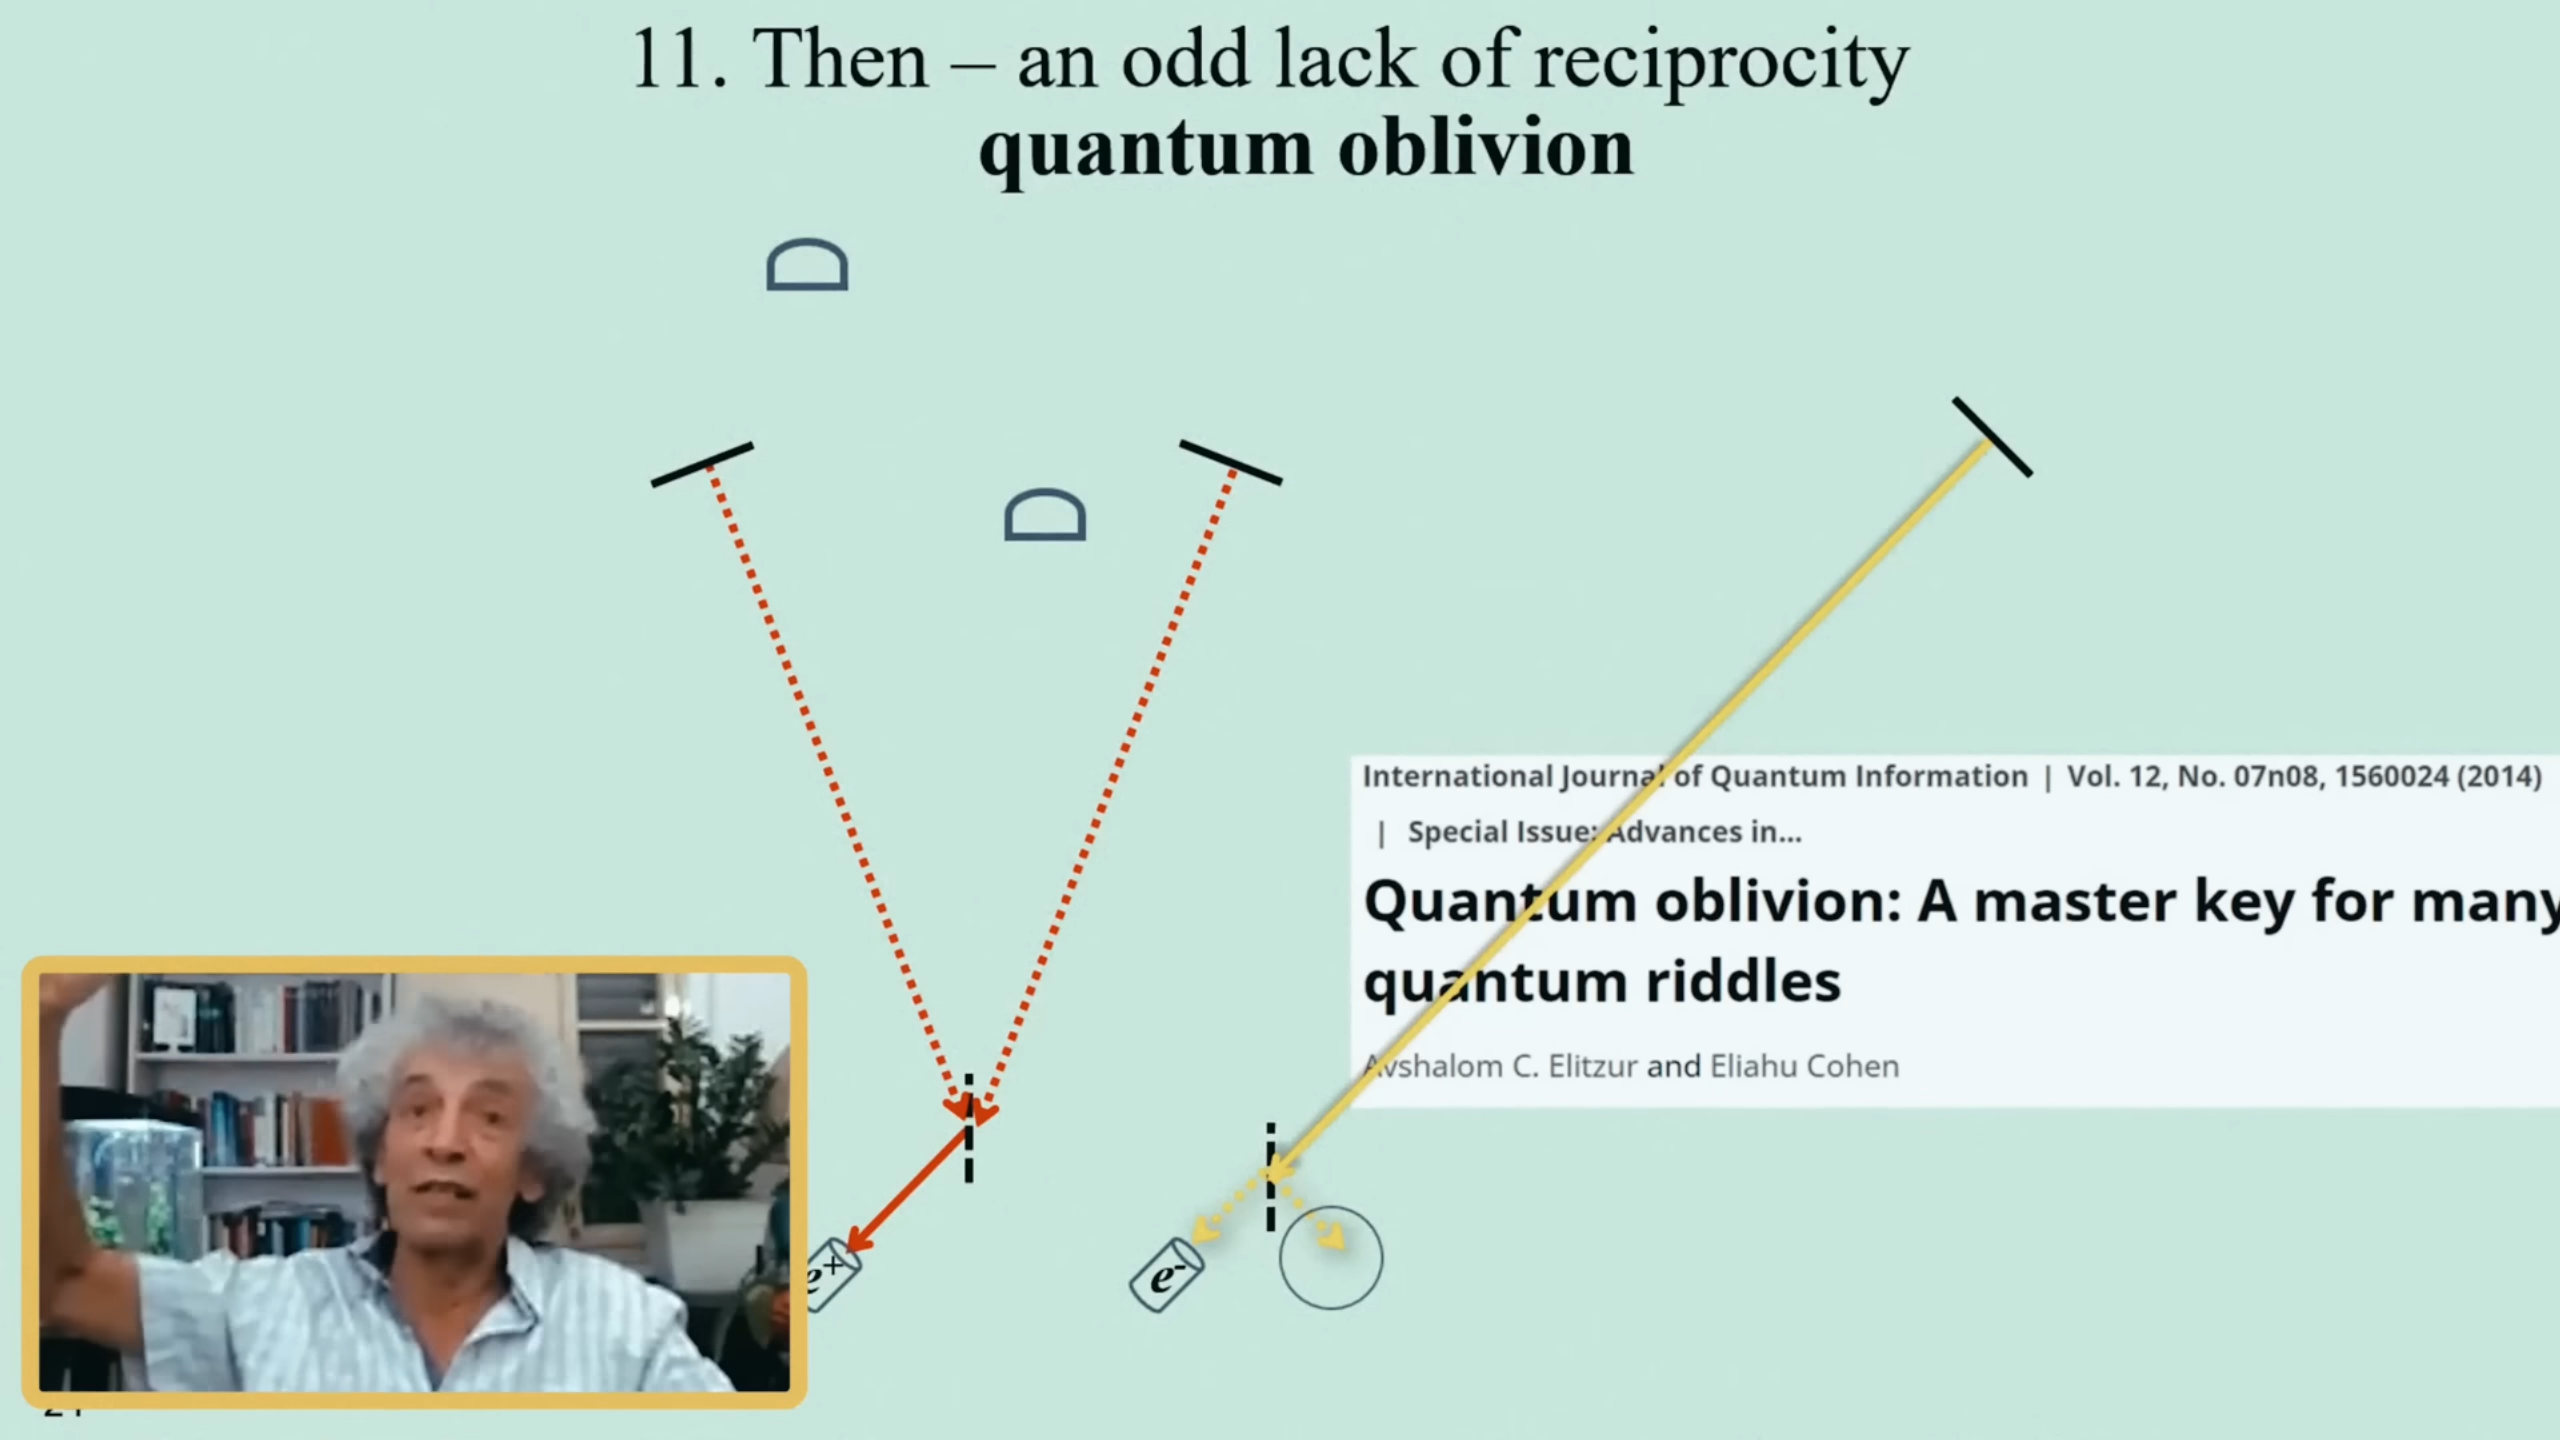 11. Then – an odd lack of reciprocity
quantum oblivion
International Journal of Quantum Information | Vol. 12, No. 07n08, 1560024 (2014)
| Special Issue: Advances in...
Quantum oblivion: A master key for many
quantum riddles
Avshalom C. Elitzur and Eliahu Cohen
e+
e-